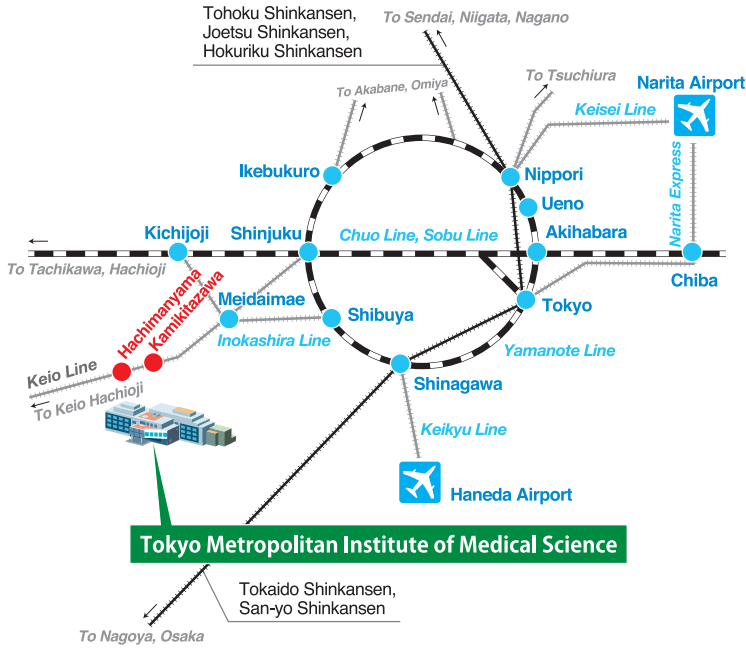 Tohoku Shinkansen,
Joetsu Shinkansen,
Hokuriku Shinkansen
To Sendai, Niigata, Nagano
To Akabane, Omiya
To Tsuchiura
Narita Airport
Keisei Line
Ikebukuro
Nippori
Ueno
Narita Express
Kichijoji
Shinjuku
Chuo Line, Sobu Line
Akihabara
To Tachikawa, Hachioji
Chiba
Hachimanyama
Kamikitazawa
Meidaimae
Shibuya
Tokyo
Inokashira Line
Yamanote Line
Keio Line
To Keio Hachioji
Shinagawa
Keikyu Line
Haneda Airport
Tokyo Metropolitan Institute of Medical Science
Tokaido Shinkansen,
San-yo Shinkansen
To Nagoya, Osaka